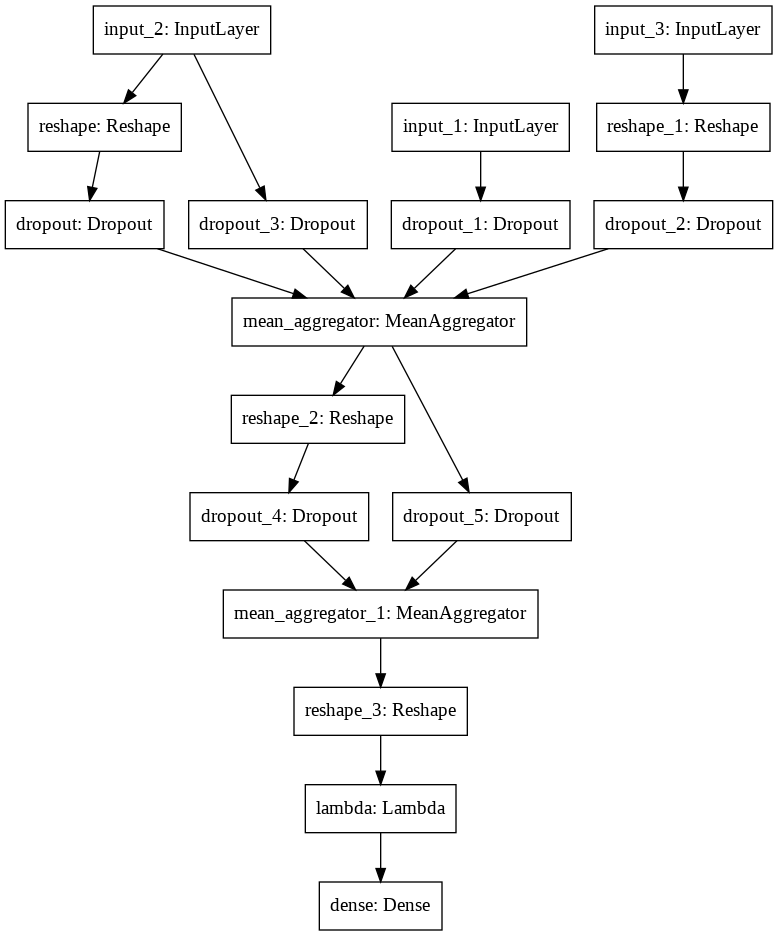 input_2: InputLayer
input_3: InputLayer
reshape: Reshape
input_1: InputLayer
reshape_1: Reshape
dropout: Dropout
dropout_3: Dropout
dropout_1: Dropout
dropout_2: Dropout
mean_aggregator: MeanAggregator
reshape_2: Reshape
dropout_4: Dropout
dropout_5: Dropout
mean_aggregator_1: MeanAggregator
reshape_3: Reshape
lambda: Lambda
dense: Dense